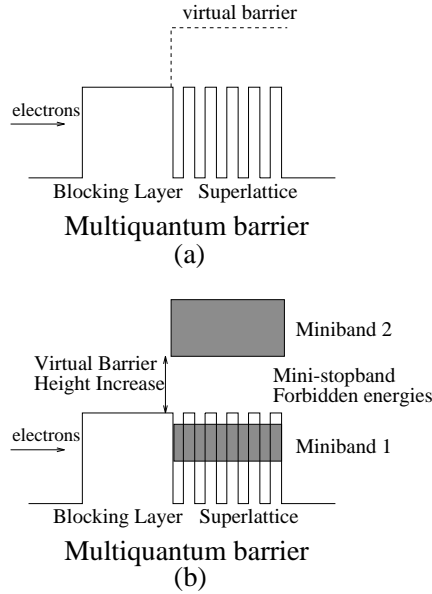 virtual barrier
electrons
Blocking Layer Superlattice
Multiquantum barrier
(a)
Miniband 2
Virtual Barrier
Height Increase
Mini-stopband
Forbidden energies
electrons
Miniband 1
Blocking Layer Superlattice
Multiquantum barrier
(b)